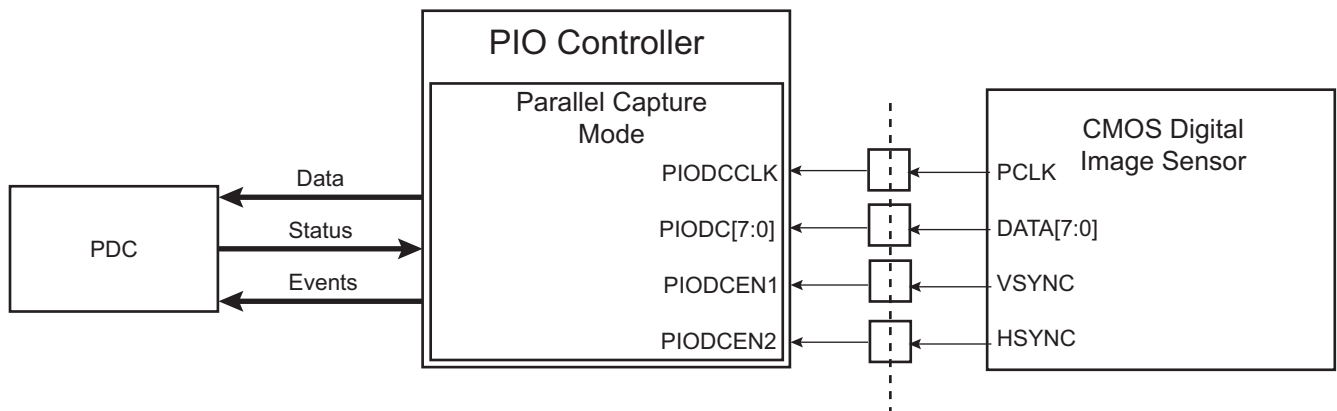 PIO Controller
Parallel Capture
Mode
CMOS Digital
Image Sensor
PIODCCLK
PCLK
Data
PIODC[7:0]
DATA[7:0]
Status
PDC
PIODCEN1
VSYNC
Events
PIODCEN2
HSYNC